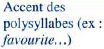 Accent des
polysyllabes (ex :
favourite...)